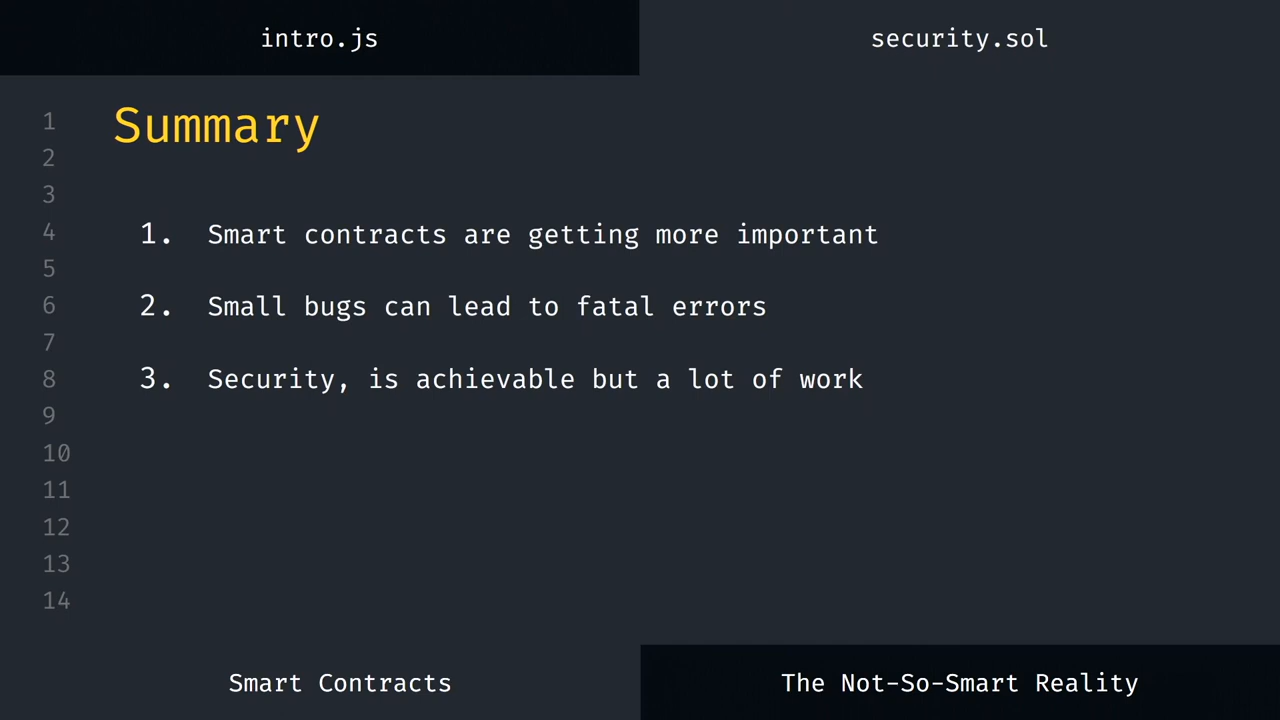 intro.js
security.sol
1 Summary
2
3
4 1. Smart contracts are getting more important
5
6 2. Small bugs can lead to fatal errors
7
8 3. Security, is achievable but a lot of work
9
10
11
12
13
14
Smart Contracts
The Not-So-Smart Reality